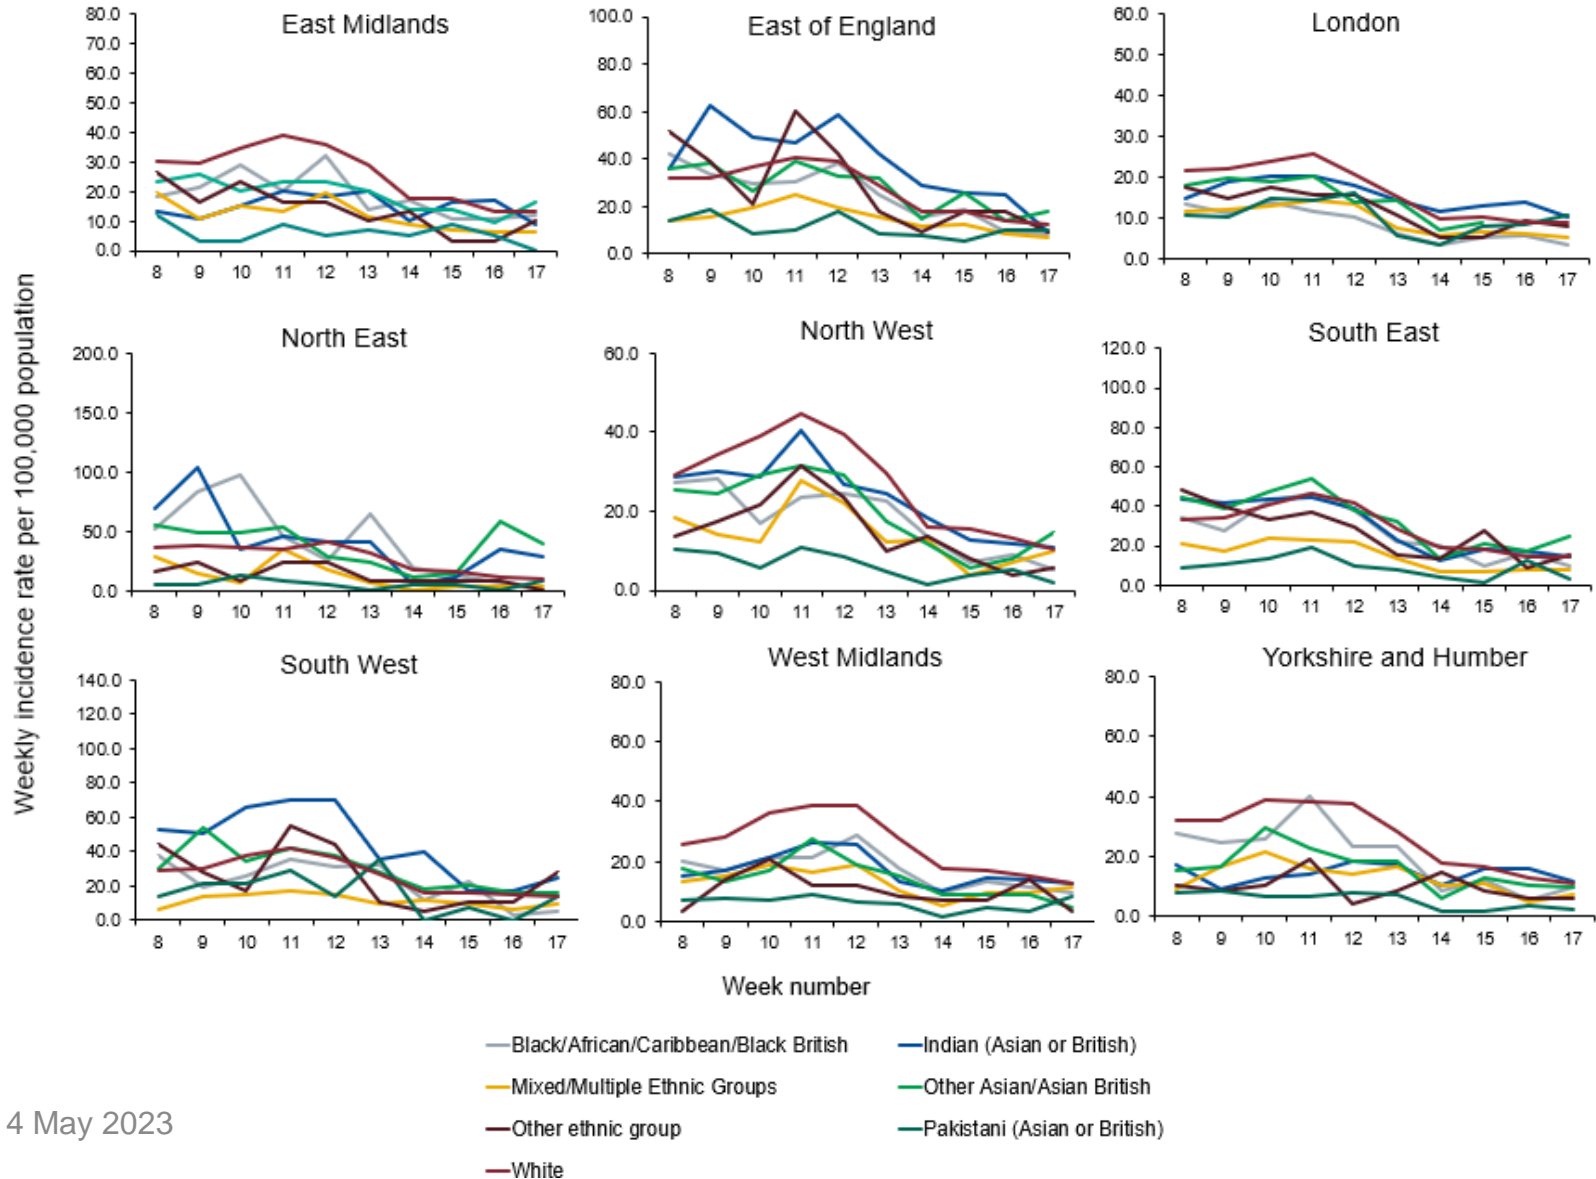 East Midlands
80.0
70.0
60.0
50.0
40.0
30.0
20.0
10.0
0.0
8 9 10 11 12 13 14 15 16 17
East of England
100.0
80.0
60.0
40.0
20.0
0.0
8 9 10 11 12 13 14 15 16 17
London
60.0
50.0
40.0
30.0
20.0
10.0
0.0
8 9 10 11 12 13 14 15 16 17
Weekly incidence rate per 100,000 population
North East
200.0
150.0
100.0
50.0
0.0
8 9 10 11 12 13 14 15 16 17
North West
60.0
40.0
20.0
0.0
8 9 10 11 12 13 14 15 16 17
South East
120.0
100.0
80.0
60.0
40.0
20.0
0.0
8 9 10 11 12 13 14 15 16 17
South West
140.0
120.0
100.0
80.0
60.0
40.0
20.0
0.0
8 9 10 11 12 13 14 15 16 17
West Midlands
80.0
60.0
40.0
20.0
0.0
8 9 10 11 12 13 14 15 16 17
Yorkshire and Humber
80.0
60.0
40.0
20.0
0.0
8 9 10 11 12 13 14 15 16 17
Week number
Black/African/Caribbean/Black British
Indian (Asian or British)
Mixed/Multiple Ethnic Groups
Other Asian/Asian British
Other ethnic group
Pakistani (Asian or British)
White
4 May 2023